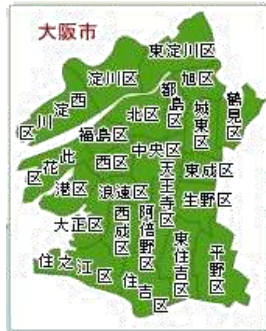 大阪市
東淀川区
淀川区
旭区
西淀川区
都島区
鶴見区
北区
城東区
福島区
此花区
中央区
西区
天王寺区
東成区
港区
浪速区
生野区
大正区
西成区
阿倍野区
東住吉区
平野区
住之江区
住吉区